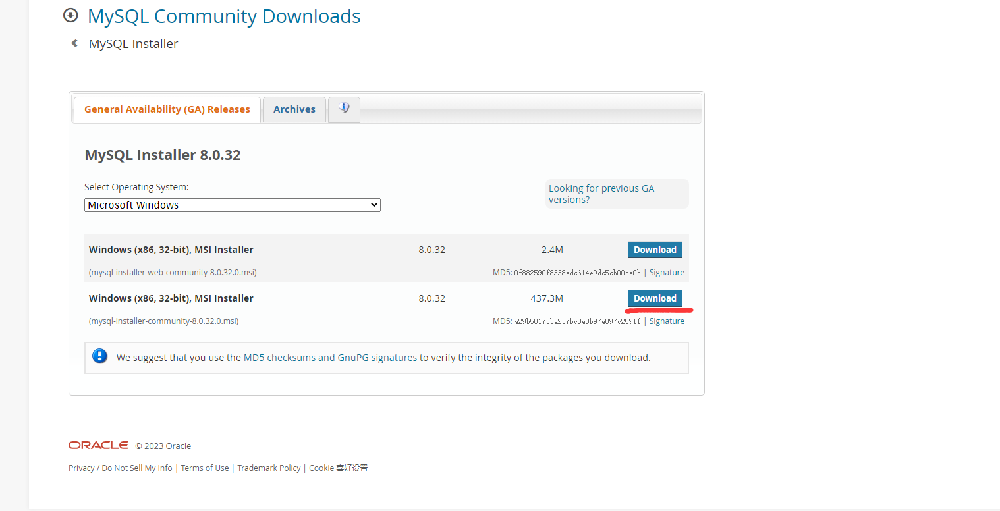 MySQL Community Downloads
MySQL Installer
General Availability (GA) Releases
Archives
MySQL Installer 8.0.32
Select Operating System:
Microsoft Windows
Looking for previous GA
versions?
Windows (x86, 32-bit), MSI Installer 8.0.32 2.4M Download
(mysql-installer-web-community-8.0.32.0.msi) MD5: 0f882590f8338adc614e9dc5cb00ca0b | Signature
Windows (x86, 32-bit), MSI Installer 8.0.32 437.3M Download
(mysql-installer-community-8.0.32.0.msi) MD5: a29b5817cba2c7bc0e0b97e897c2591f | Signature
We suggest that you use the MD5 checksums and GnuPG signatures to verify the integrity of the packages you download.
ORACLE © 2023 Oracle
Privacy / Do Not Sell My Info | Terms of Use | Trademark Policy | Cookie 喜好设置